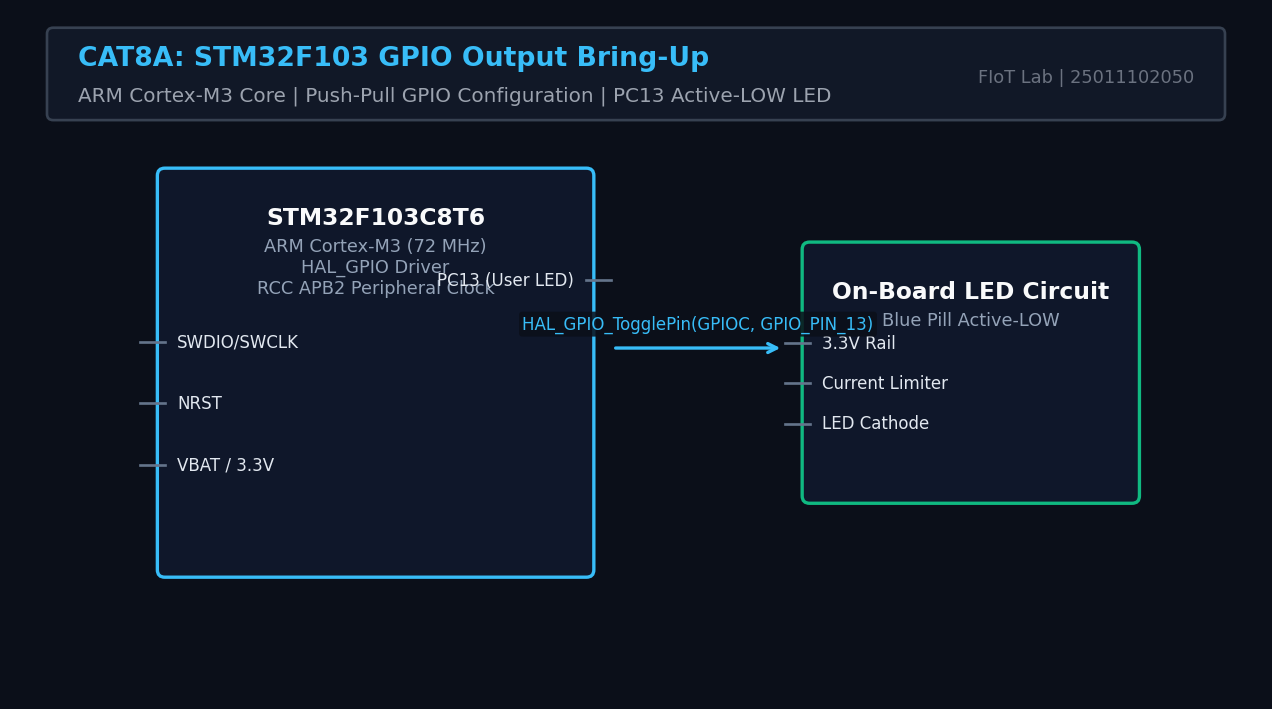 CAT8A: STM32F103 GPIO Output Bring-Up
ARM Cortex-M3 Core | Push-Pull GPIO Configuration | PC13 Active-LOW LED
FIoT Lab | 25011102050
STM32F103C8T6
ARM Cortex-M3 (72 MHz)
HAL_GPIO Driver
RCC APB2 Peripheral Clock
PC13 (User LED)
SWDIO/SWCLK
NRST
VBAT / 3.3V
HAL_GPIO_TogglePin(GPIOC, GPIO_PIN_13)
On-Board LED Circuit
Blue Pill Active-LOW
3.3V Rail
Current Limiter
LED Cathode